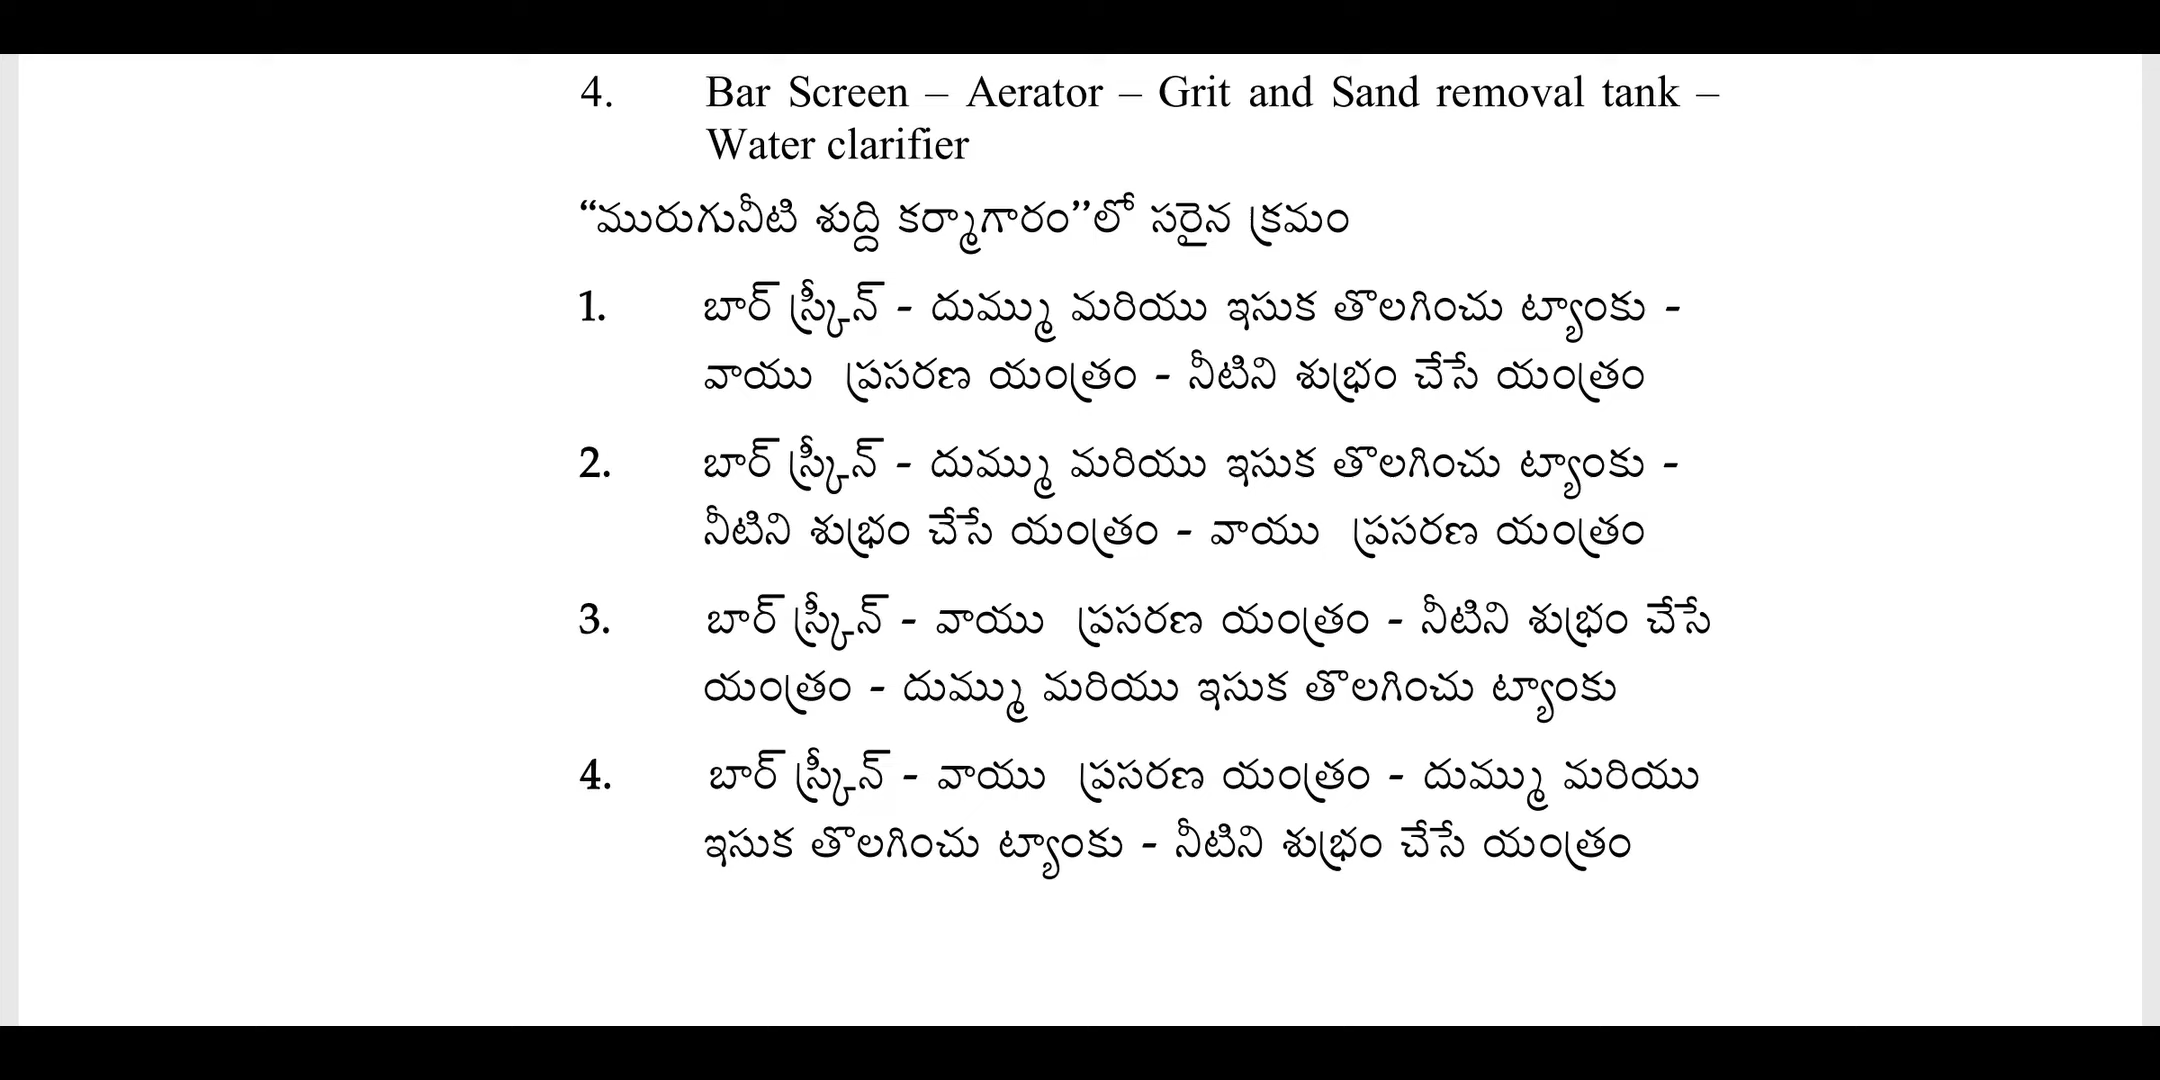 4. Bar Screen – Aerator – Grit and Sand removal tank –
Water clarifier
“మురుగునీటి శుద్ది కర్మాగారం”లో సరైన క్రమం
1. బార్ స్క్రీన్ - దుమ్ము మరియు ఇసుక తొలగించు ట్యాంకు -
వాయు ప్రసరణ యంత్రం - నీటిని శుభ్రం చేసే యంత్రం
2. బార్ స్క్రీన్ - దుమ్ము మరియు ఇసుక తొలగించు ట్యాంకు -
నీటిని శుభ్రం చేసే యంత్రం - వాయు ప్రసరణ యంత్రం
3. బార్ స్క్రీన్ - వాయు ప్రసరణ యంత్రం - నీటిని శుభ్రం చేసే
యంత్రం - దుమ్ము మరియు ఇసుక తొలగించు ట్యాంకు
4. బార్ స్క్రీన్ - వాయు ప్రసరణ యంత్రం - దుమ్ము మరియు
ఇసుక తొలగించు ట్యాంకు - నీటిని శుభ్రం చేసే యంత్రం